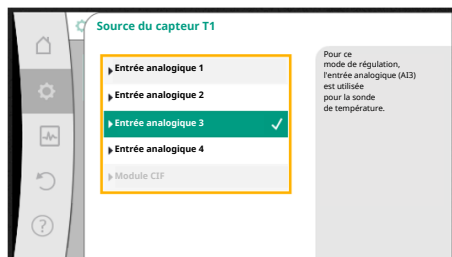 Source du capteur T1
Entrée analogique 1
Entrée analogique 2
Entrée analogique 3
Entrée analogique 4
Module CIF
Pour ce
mode de régulation,
l'entrée analogique (AI3)
est utilisée
pour la sonde
de température.